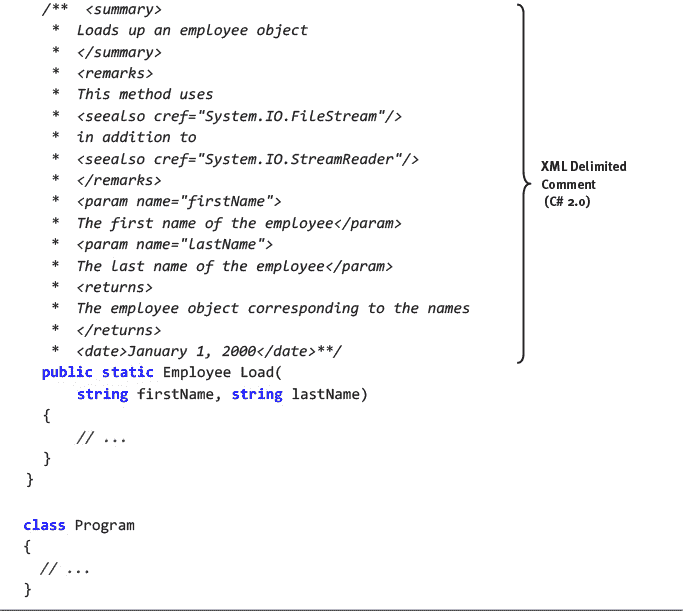 /**  <summary>
 *  Loads up an employee object
 *  </summary>
 *  <remarks>
 *  This method uses
 *  <seealso cref="System.IO.FileStream"/>
 *  in addition to
 *  <seealso cref="System.IO.StreamReader"/>
 *  </remarks>
 *  <param name="firstName">
 *  The first name of the employee</param>
 *  <param name="lastName">
 *  The last name of the employee</param>
 *  <returns>
 *  The employee object corresponding to the names
 *  </returns>
 *  <date>January 1, 2000</date>**/
XML Delimited
Comment
(C# 2.0)
public static Employee Load(
    string firstName, string lastName)
{
    // ...
}
}
class Program
{
  // ...
}